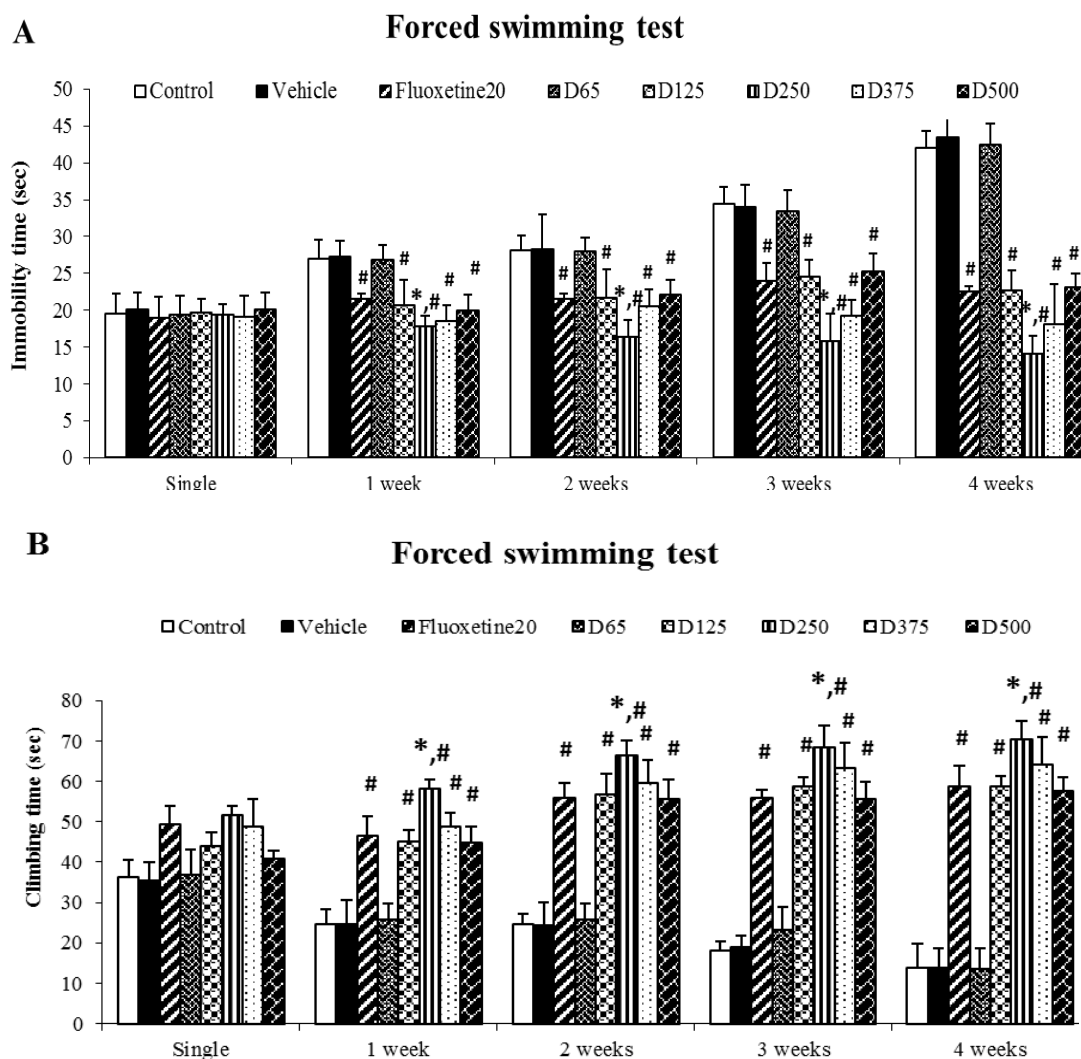 A
Forced swimming test
Control Vehicle Fluoxetine20 D65 D125 D250 D375 D500
Immobility time (sec)
50
45
40
35
30
25
20
15
10
5
0
# # *,# # #
# # *,# # #
# # *,# # #
# # *,# # #
Single 1 week 2 weeks 3 weeks 4 weeks
B
Forced swimming test
Control Vehicle Fluoxetine20 D65 D125 D250 D375 D500
Climbing time (sec)
80
70
60
50
40
30
20
10
0
# # *,# # #
# # *,# # #
# # *,# # #
# # *,# # #
Single 1 week 2 weeks 3 weeks 4 weeks